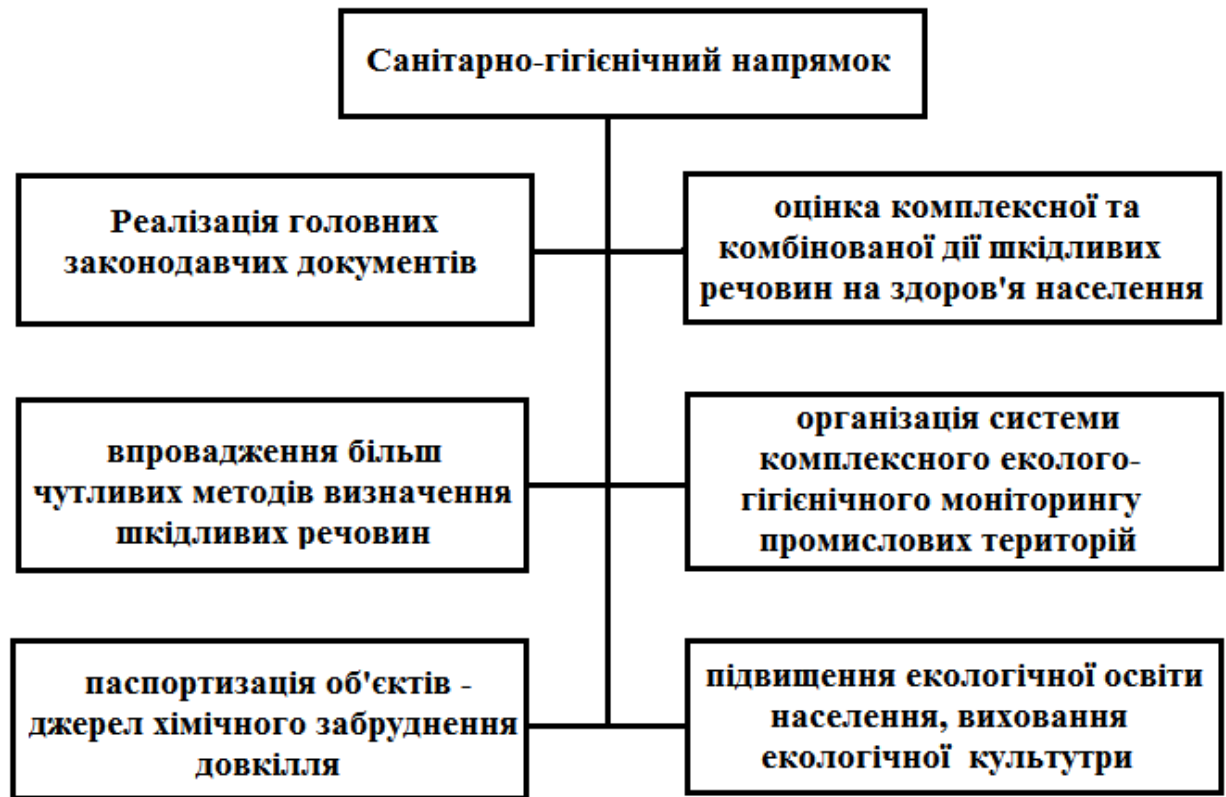 Санітарно-гігієнічний напрямок
Реалізація головних
законодавчих документів
оцінка комплексної та
комбінованої дії шкідливих
речовин на здоров'я населення
впровадження більш
чутливих методів визначення
шкідливих речовин
організація системи
комплексного еколого-
гігієнічного моніторингу
промислових територій
паспортизація об'єктів -
джерел хімічного забруднення
довкілля
підвищення екологічної освіти
населення, виховання
екологічної культутри